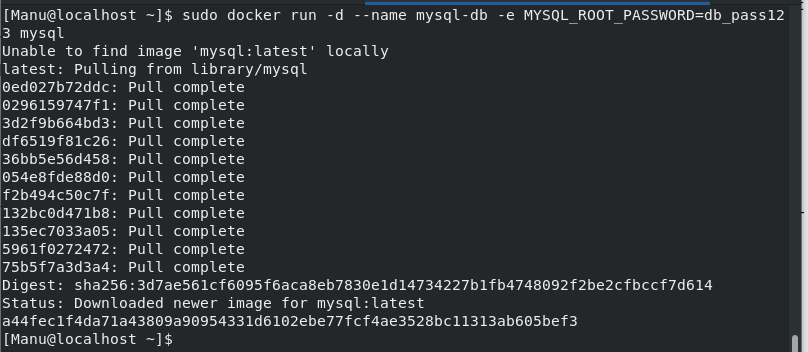 [Manu@localhost ~]$ sudo docker run -d --name mysql-db -e MYSQL_ROOT_PASSWORD=db_pass12
3 mysql
Unable to find image 'mysql:latest' locally
latest: Pulling from library/mysql
0ed027b72ddc: Pull complete
0296159747f1: Pull complete
3d2f9b664bd3: Pull complete
df6519f81c26: Pull complete
36bb5e56d458: Pull complete
054e8fde88d0: Pull complete
f2b494c50c7f: Pull complete
132bc0d471b8: Pull complete
135ec7033a05: Pull complete
5961f0272472: Pull complete
75b5f7a3d3a4: Pull complete
Digest: sha256:3d7ae561cf6095f6aca8eb7830e1d14734227b1fb4748092f2be2cfbccf7d614
Status: Downloaded newer image for mysql:latest
a44fec1f4da71a43809a90954331d6102ebe77fcf4ae3528bc11313ab605bef3
[Manu@localhost ~]$